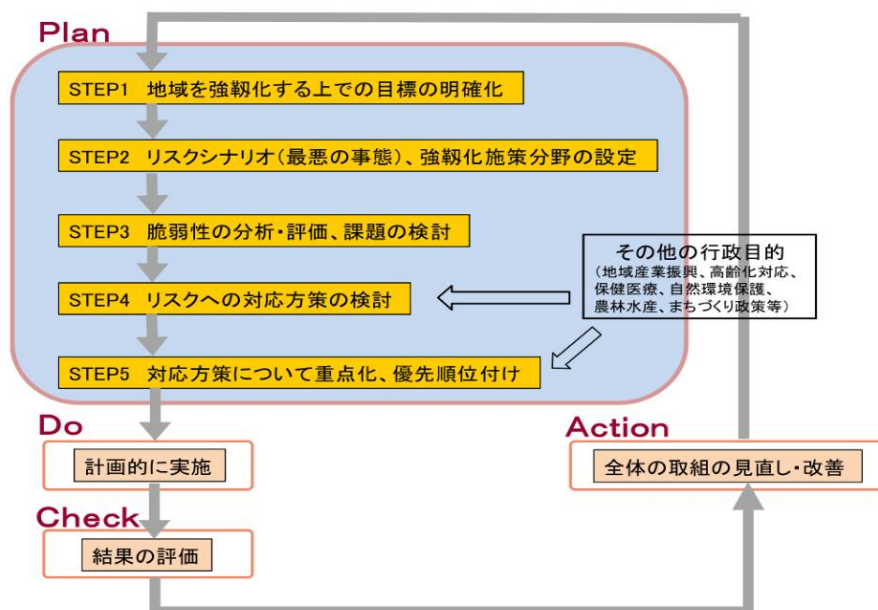 Plan
STEP1 地域を強靱化する上での目標の明確化
STEP2 リスクシナリオ(最悪の事態)、強靱化施策分野の設定
STEP3 脆弱性の分析・評価、課題の検討
その他の行政目的
(地域産業振興、高齢化対応、
保健医療、自然環境保護、
農林水産、まちづくり政策等)
STEP4 リスクへの対応方策の検討
STEP5 対応方策について重点化、優先順位付け
Do
計画的に実施
Check
結果の評価
Action
全体の取組の見直し・改善